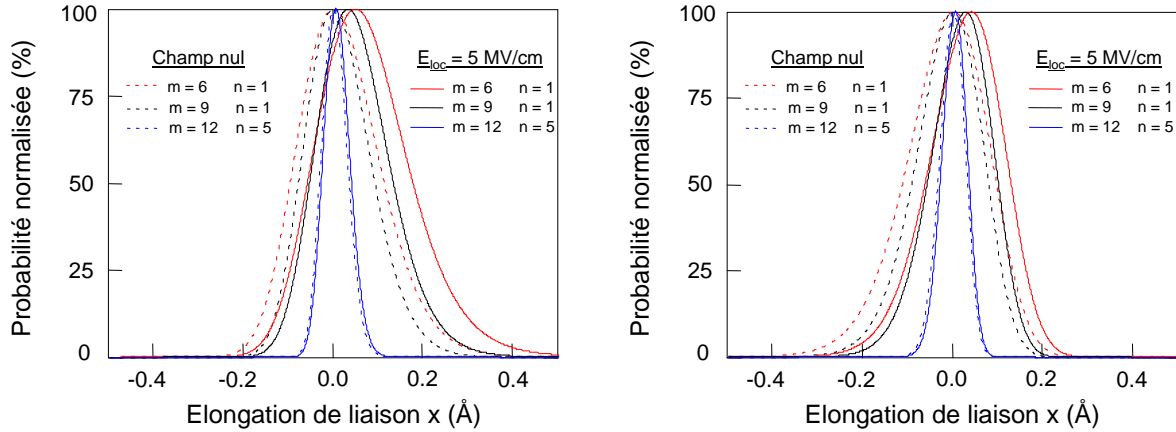 100
75
50
25
0
Probabilité normalisée (%)
Champ nul
m = 6 n = 1
m = 9 n = 1
m = 12 n = 5
E_loc = 5 MV/cm
m = 6 n = 1
m = 9 n = 1
m = 12 n = 5
-0.4 -0.2 0.0 0.2 0.4
Elongation de liaison x (Å)
100
75
50
25
0
Probabilité normalisée (%)
Champ nul
m = 6 n = 1
m = 9 n = 1
m = 12 n = 5
E_loc = 5 MV/cm
m = 6 n = 1
m = 9 n = 1
m = 12 n = 5
-0.4 -0.2 0.0 0.2 0.4
Elongation de liaison x (Å)